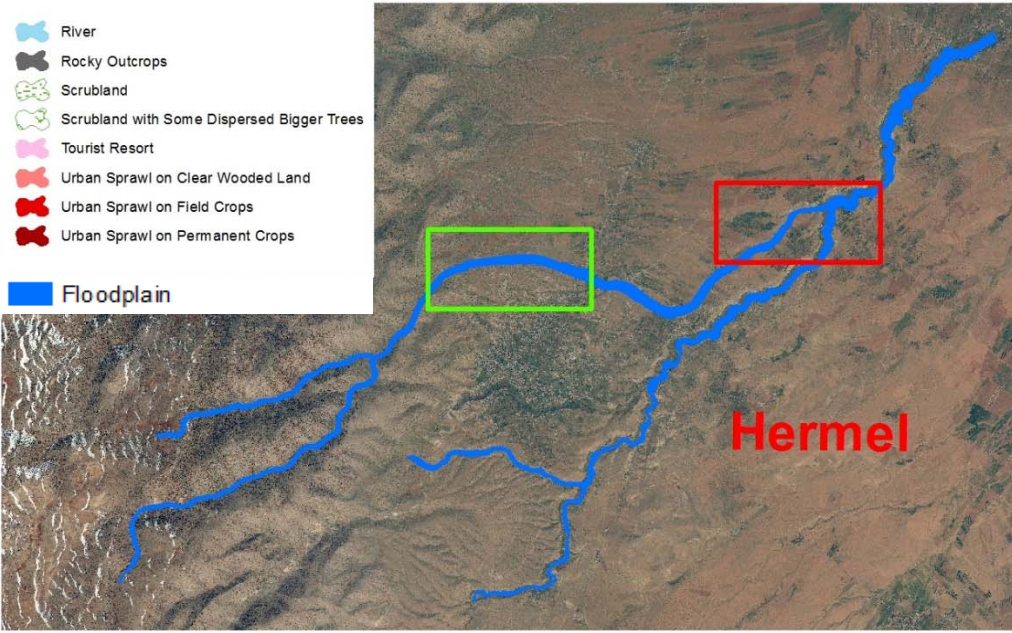 River
Rocky Outcrops
Scrubland
Scrubland with Some Dispersed Bigger Trees
Tourist Resort
Urban Sprawl on Clear Wooded Land
Urban Sprawl on Field Crops
Urban Sprawl on Permanent Crops
Floodplain
Hermel